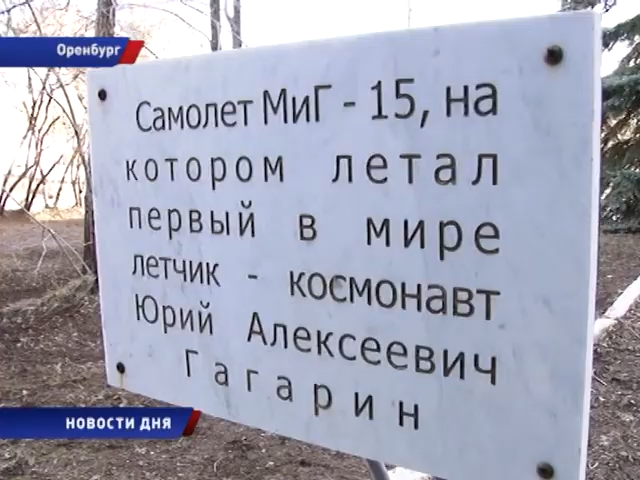 Оренбург
Самолет МиГ - 15, на
котором летал
первый в мире
летчик - космонавт
Юрий Алексеевич
Гагарин
НОВОСТИ ДНЯ